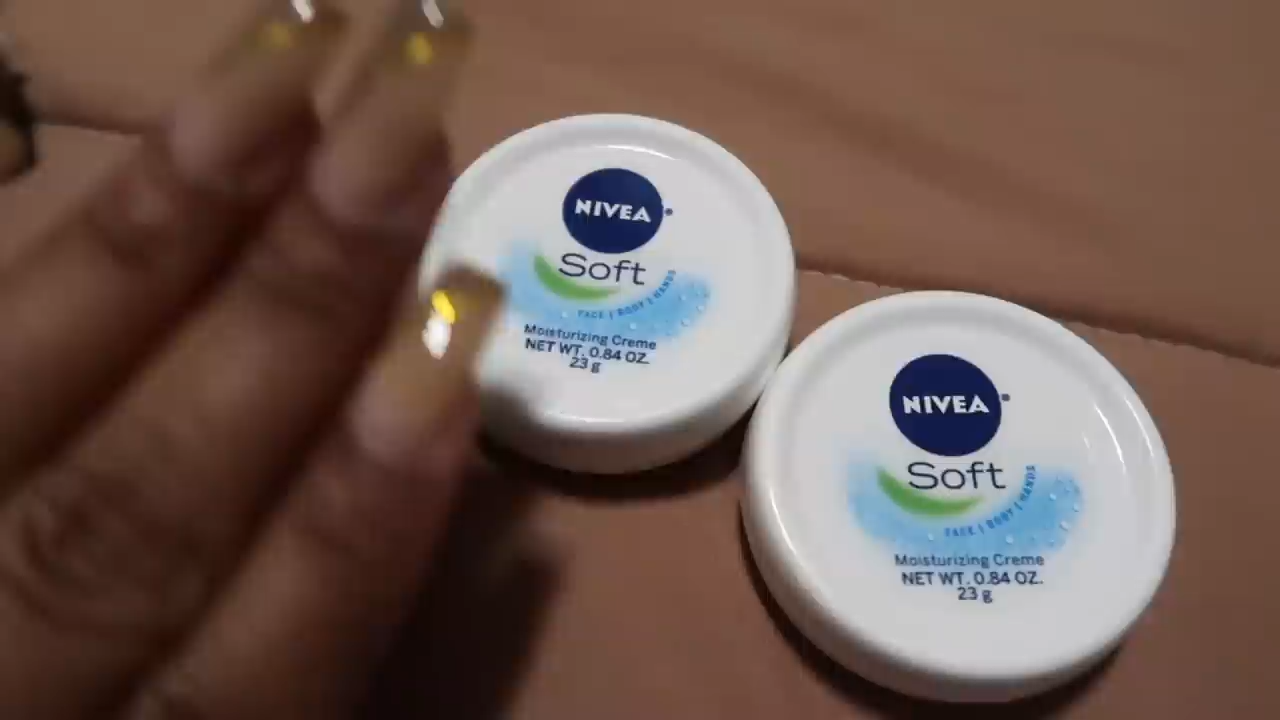 NIVEA
Soft
FACE | BODY | HANDS
Moisturizing Creme
NET WT. 0.84 OZ.
23 g
NIVEA
Soft
FACE | BODY | HANDS
Moisturizing Creme
NET WT. 0.84 OZ.
23 g